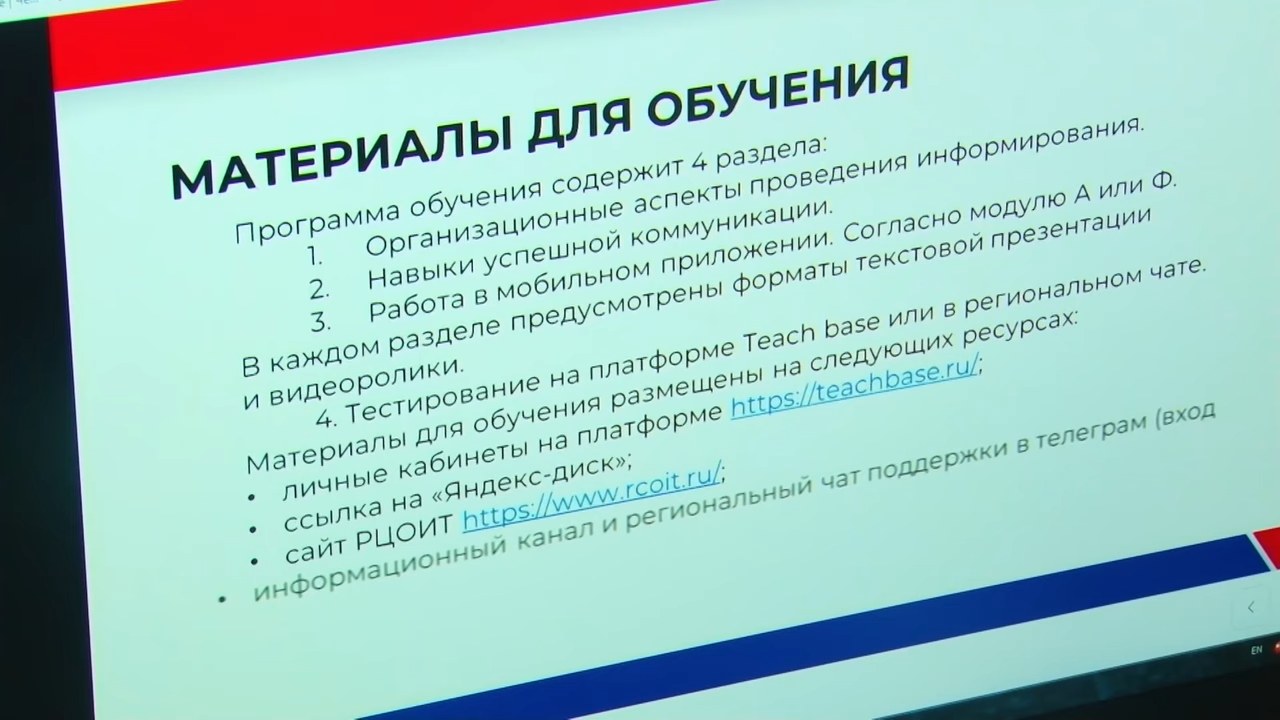 МАТЕРИАЛЫ ДЛЯ ОБУЧЕНИЯ
Программа обучения содержит 4 раздела:
1. Организационные аспекты проведения информирования.
2. Навыки успешной коммуникации.
3. Работа в мобильном приложении. Согласно модулю А или Ф.
В каждом разделе предусмотрены форматы текстовой презентации
и видеоролики.
4. Тестирование на платформе Teach base или в региональном чате.
Материалы для обучения размещены на следующих ресурсах:
• личные кабинеты на платформе https://teachbase.ru/;
• ссылка на «Яндекс-диск»;
• сайт РЦОИТ https://www.rcoit.ru/;
• информационный канал и региональный чат поддержки в телеграм (вход
EN